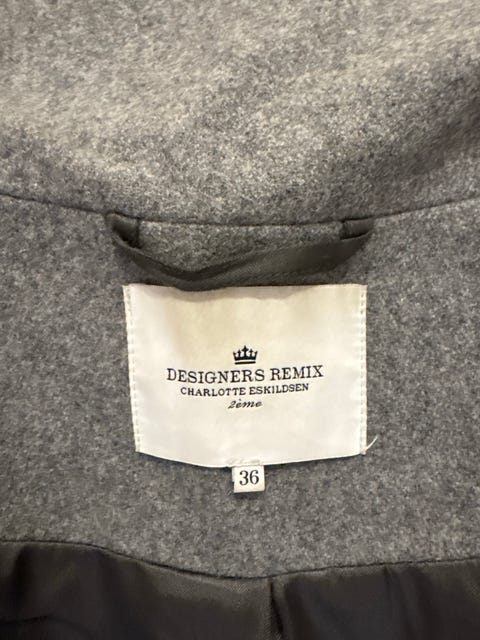 DESIGNERS REMIX
CHARLOTTE ESKILDSEN
2ème
36